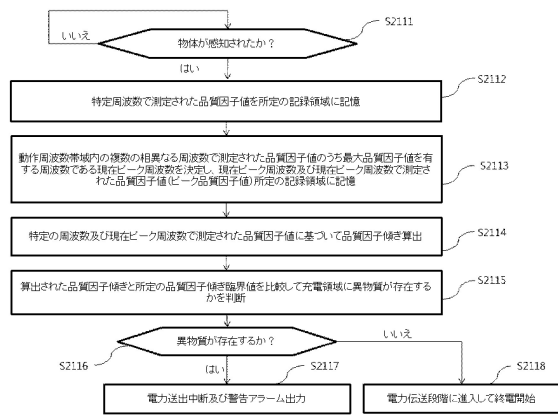 物体が感知されたか？
S2111
いいえ
はい
特定周波数で測定された品質因子値を所定の記録領域に記憶
S2112
動作周波数帯域内の複数の相異なる周波数で測定された品質因子値のうち最大品質因子値を有
する周波数である現在ピーク周波数を決定し、現在ピーク周波数及び現在ピーク周波数で測定さ
れた品質因子値(ピーク品質因子値)所定の記録領域に記憶
S2113
特定の周波数及び現在ピーク周波数で測定された品質因子値に基づいて品質因子傾き算出
S2114
算出された品質因子傾きと所定の品質因子傾き臨界値を比較して充電領域に異物質が存在する
かを判断
S2115
異物質が存在するか？
いいえ
S2116
はい
S2117
S2118
電力送出中断及び警告アラーム出力
電力伝送段階に進入して終電開始